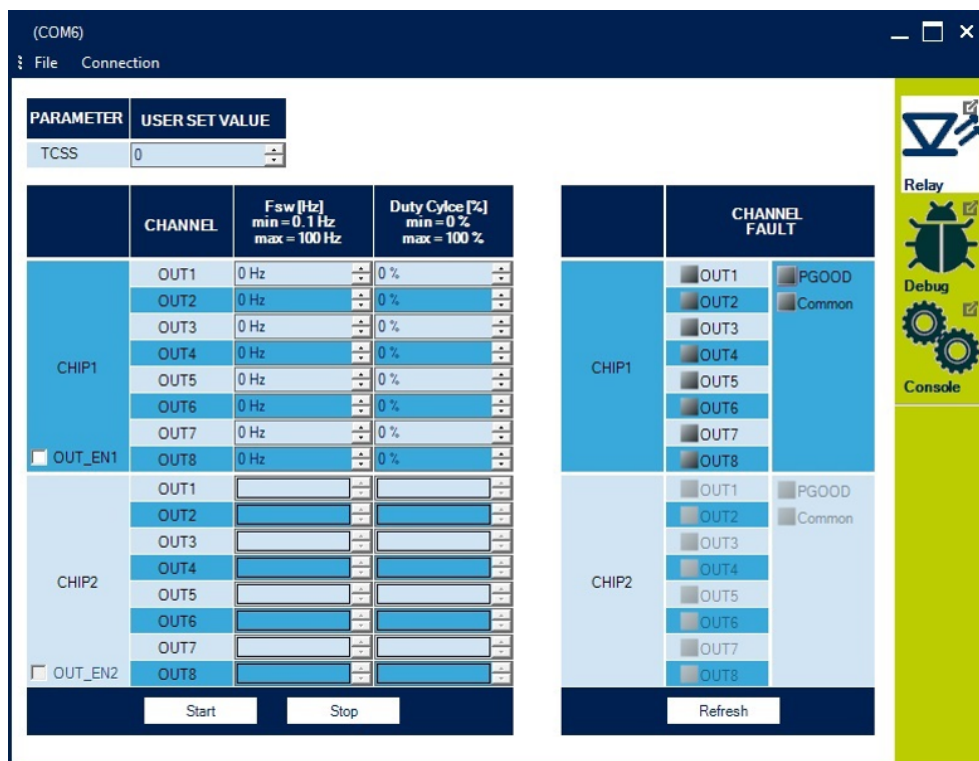 (COM6)
File Connection
PARAMETER USER SET VALUE
TCSS 0
CHANNEL
Fsw [Hz]
min = 0.1 Hz
max = 100 Hz
Duty Cylce [%]
min = 0 %
max = 100 %
CHIP1
OUT1 0 Hz 0 %
OUT2 0 Hz 0 %
OUT3 0 Hz 0 %
OUT4 0 Hz 0 %
OUT5 0 Hz 0 %
OUT6 0 Hz 0 %
OUT7 0 Hz 0 %
OUT_EN1 OUT8 0 Hz 0 %
CHIP2
OUT1
OUT2
OUT3
OUT4
OUT5
OUT6
OUT7
OUT_EN2 OUT8
Start Stop
CHANNEL
FAULT
CHIP1
OUT1 PGOOD
OUT2 Common
OUT3
OUT4
OUT5
OUT6
OUT7
OUT8
CHIP2
OUT1 PGOOD
OUT2 Common
OUT3
OUT4
OUT5
OUT6
OUT7
OUT8
Refresh
Relay
Debug
Console